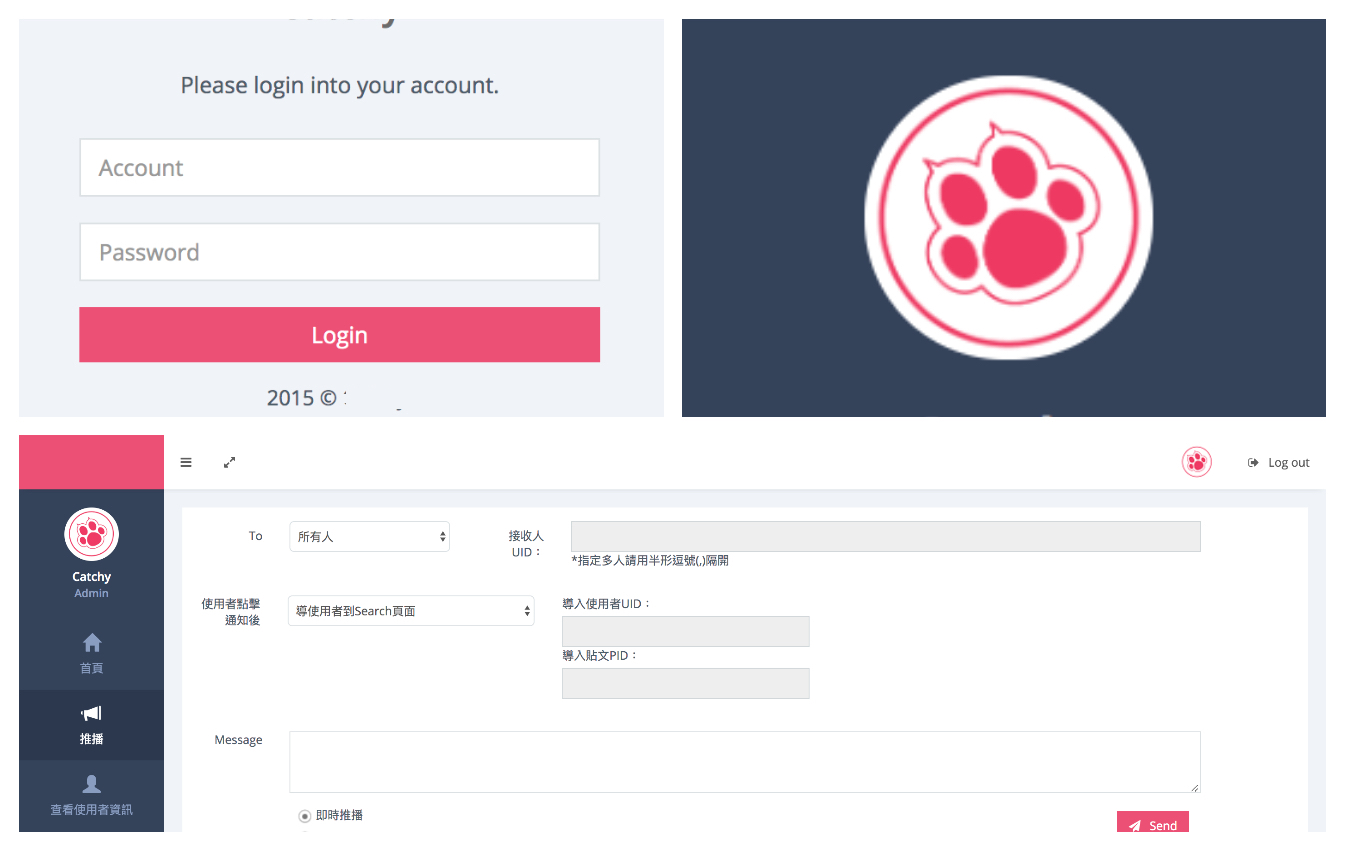 Please login into your account.
Account
Password
Login
2015 ©
Log out
Catchy
Admin
首頁
推播
查看使用者資訊
To
所有人
接收人
UID：
*指定多人請用半形逗號(,)隔開
使用者點擊
通知後
導使用者到Search頁面
導入使用者UID：
導入貼文PID：
Message
即時推播
Send